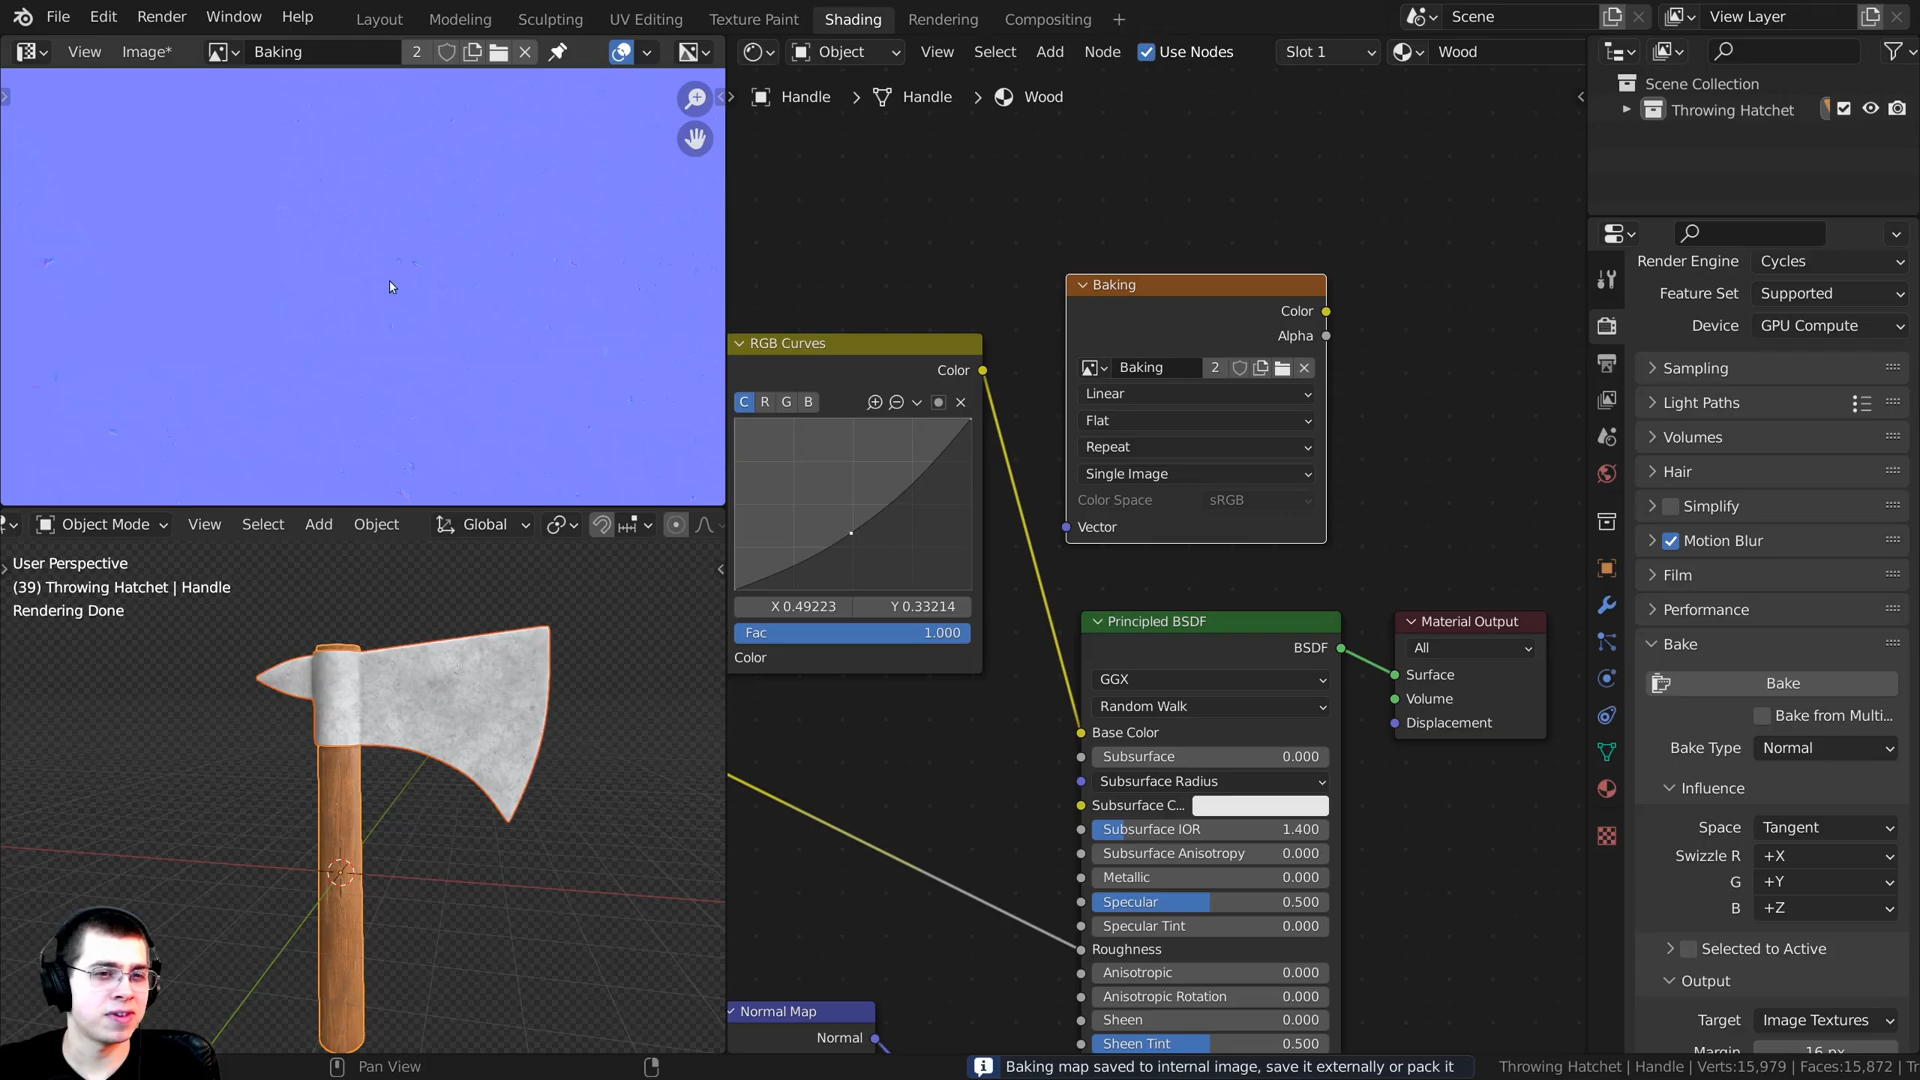 File Edit Render Window Help
Layout Modeling Sculpting UV Editing Texture Paint Shading Rendering Compositing +
Scene
View Layer
View Image* Baking 2
Object View Select Add Node Use Nodes Slot 1 Wood
Handle > Handle > Wood
Scene Collection
Throwing Hatchet
Render Engine Cycles
Feature Set Supported
Device GPU Compute
Sampling
Light Paths
Volumes
Hair
Simplify
Motion Blur
Film
Performance
Bake
Bake
Bake from Multi...
Bake Type Normal
Influence
Space Tangent
Swizzle R +X
G +Y
B +Z
Selected to Active
Output
Target Image Textures
Margin 16 px
Baking
Color
Alpha
Baking 2
Linear
Flat
Repeat
Single Image
Color Space sRGB
Vector
RGB Curves
Color
C R G B
X 0.49223 Y 0.33214
Fac 1.000
Color
Principled BSDF
BSDF
GGX
Random Walk
Base Color
Subsurface 0.000
Subsurface Radius
Subsurface C...
Subsurface IOR 1.400
Subsurface Anisotropy 0.000
Metallic 0.000
Specular 0.500
Specular Tint 0.000
Roughness
Anisotropic 0.000
Anisotropic Rotation 0.000
Sheen 0.000
Sheen Tint 0.500
Material Output
All
Surface
Volume
Displacement
Normal Map
Normal
Object Mode View Select Add Object Global
User Perspective
(39) Throwing Hatchet | Handle
Rendering Done
Pan View
Baking map saved to internal image, save it externally or pack it
Throwing Hatchet | Handle | Verts:15,979 | Faces:15,872 | Tr